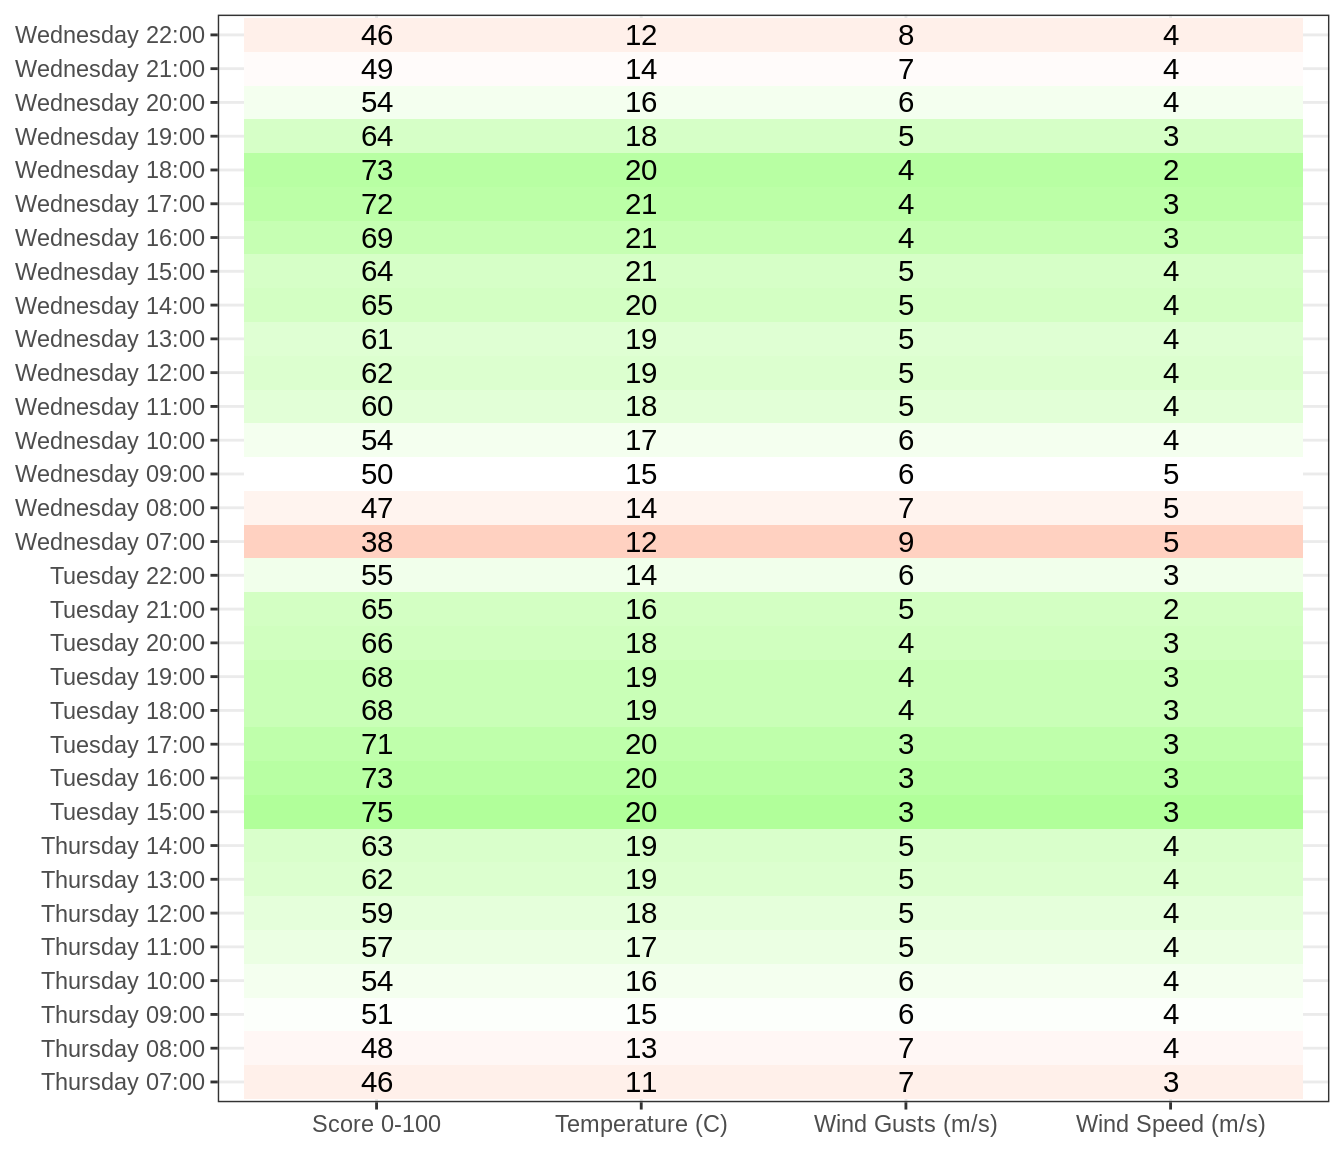 Wednesday 22:00 46 12 8 4
Wednesday 21:00 49 14 7 4
Wednesday 20:00 54 16 6 4
Wednesday 19:00 64 18 5 3
Wednesday 18:00 73 20 4 2
Wednesday 17:00 72 21 4 3
Wednesday 16:00 69 21 4 3
Wednesday 15:00 64 21 5 4
Wednesday 14:00 65 20 5 4
Wednesday 13:00 61 19 5 4
Wednesday 12:00 62 19 5 4
Wednesday 11:00 60 18 5 4
Wednesday 10:00 54 17 6 4
Wednesday 09:00 50 15 6 5
Wednesday 08:00 47 14 7 5
Wednesday 07:00 38 12 9 5
Tuesday 22:00 55 14 6 3
Tuesday 21:00 65 16 5 2
Tuesday 20:00 66 18 4 3
Tuesday 19:00 68 19 4 3
Tuesday 18:00 68 19 4 3
Tuesday 17:00 71 20 3 3
Tuesday 16:00 73 20 3 3
Tuesday 15:00 75 20 3 3
Thursday 14:00 63 19 5 4
Thursday 13:00 62 19 5 4
Thursday 12:00 59 18 5 4
Thursday 11:00 57 17 5 4
Thursday 10:00 54 16 6 4
Thursday 09:00 51 15 6 4
Thursday 08:00 48 13 7 4
Thursday 07:00 46 11 7 3
Score 0-100 Temperature (C) Wind Gusts (m/s) Wind Speed (m/s)